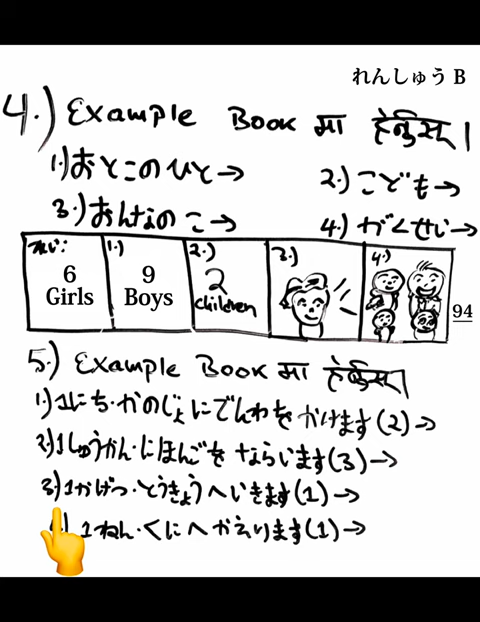 れんしゅう B
4.) Example Book मा हेर्नुहोस्।
1.) おとこのひと→ 2.) こども→
3.) おんなのこ→ 4.) がくせい→
れい: 1.) 2.) 3.) 4.)
6 Girls 9 Boys 2 children
94
5.) Example Book मा हेर्नुहोस्।
1.) 1にち・かのじょにでんわをかけます(2)→
2.) 1しゅうかん・にほんごをならいます(3)→
3.) 1かげつ・とうきょうへいきます(1)→
1ねん・くにへかえります(1)→